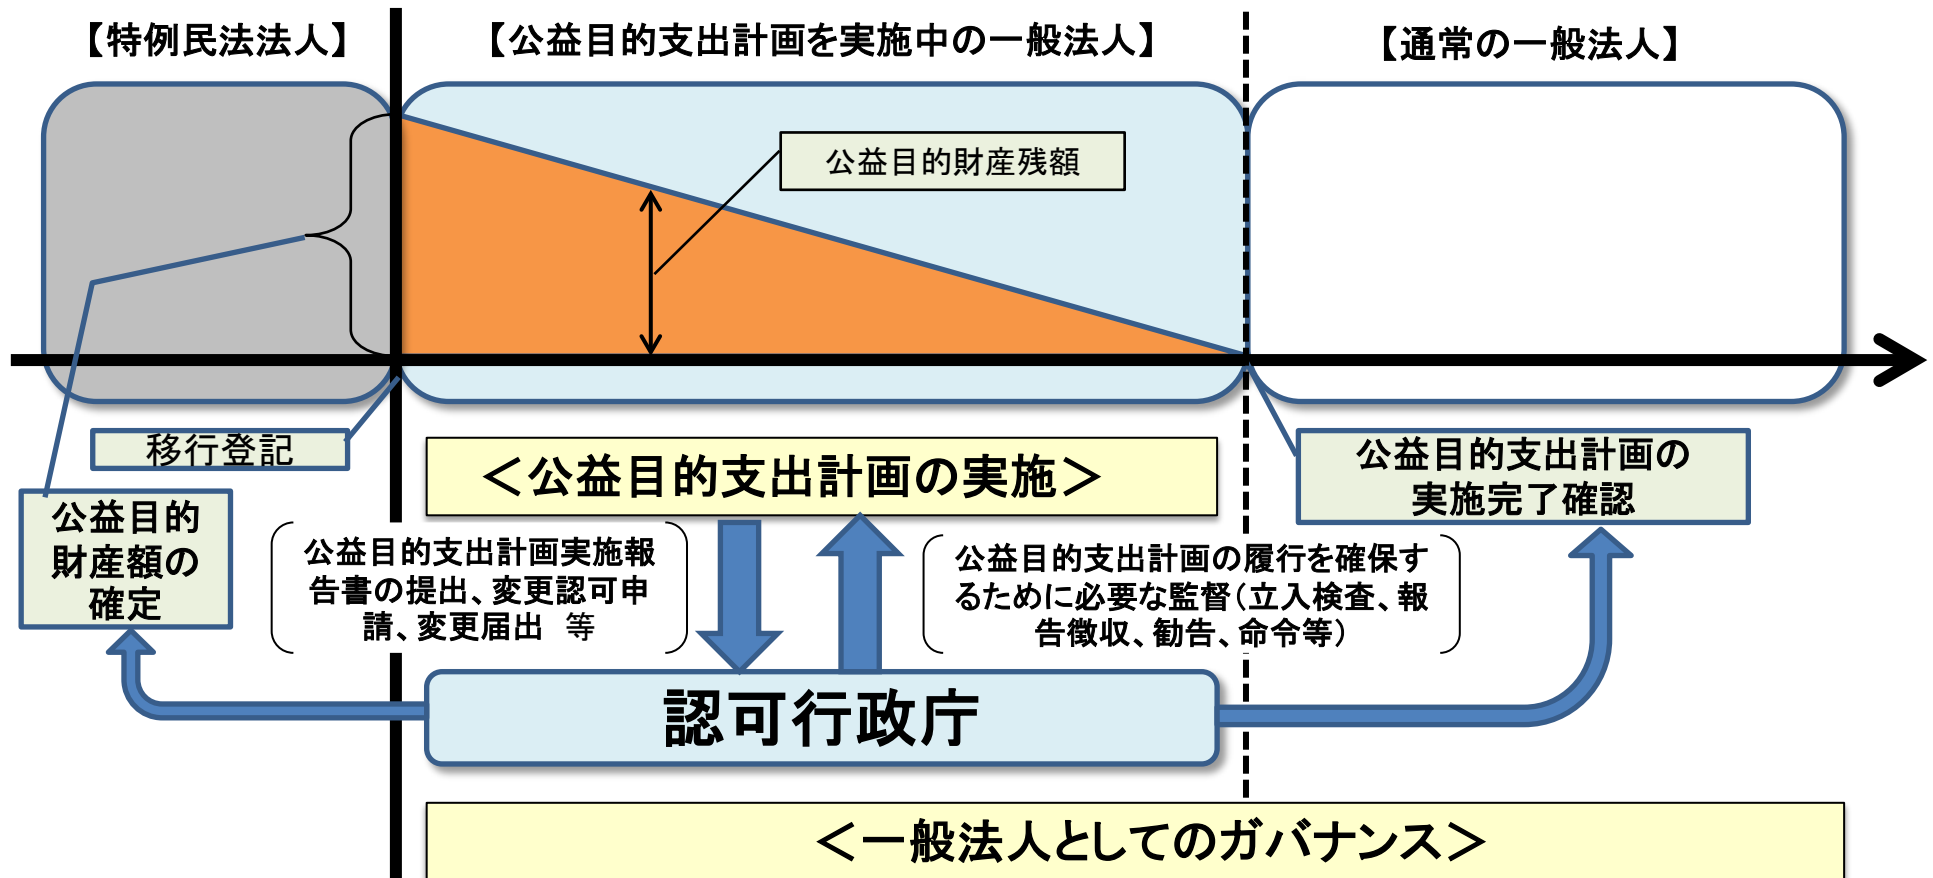 【特例民法法人】
【公益目的支出計画を実施中の一般法人】
【通常の一般法人】
公益目的財産残額
移行登記
＜公益目的支出計画の実施＞
公益目的支出計画の
実施完了確認
公益目的
財産額の
確定
公益目的支出計画実施報
告書の提出、変更認可申
請、変更届出　等
公益目的支出計画の履行を確保す
るために必要な監督（立入検査、報
告徴収、勧告、命令等）
認可行政庁
＜一般法人としてのガバナンス＞